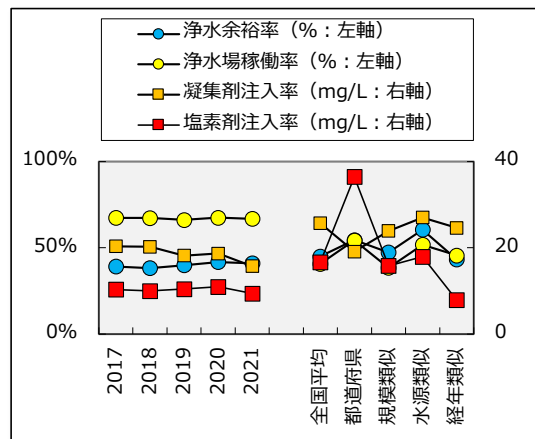 浄水余裕率（%：左軸）
浄水場稼働率（%：左軸）
凝集剤注入率（mg/L：右軸）
塩素剤注入率（mg/L：右軸）
100%
50%
0%
40
20
0
2017
2018
2019
2020
2021
全国平均
都道府県
規模類似
水源類似
経年類似